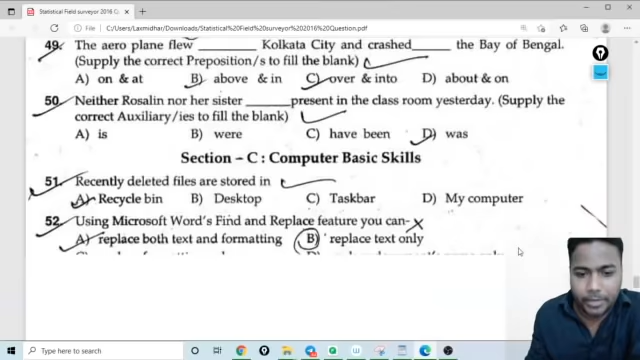 Statistical Field surveyor 2016 C
File
C:/Users/Laxmidhar/Downloads/Statistical%20Field%20surveyor%202016%20Question.pdf
49. The aero plane flew ________ Kolkata City and crashed_____ the Bay of Bengal.
(Supply the correct Preposition/s to fill the blank)
A) on & at B) above & in C) over & into D) about & on
50. Neither Rosalin nor her sister ______present in the class room yesterday. (Supply the
correct Auxiliary/ies to fill the blank)
A) is B) were C) have been D) was
Section – C : Computer Basic Skills
51. Recently deleted files are stored in
A) Recycle bin B) Desktop C) Taskbar D) My computer
52. Using Microsoft Word's Find and Replace feature you can-
A) replace both text and formatting B) replace text only
Type here to search